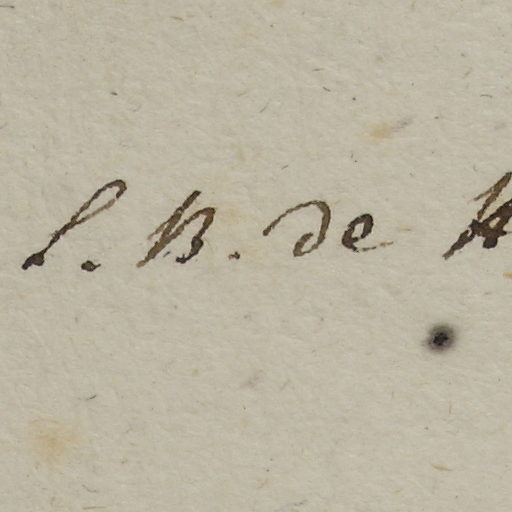 l. B. de